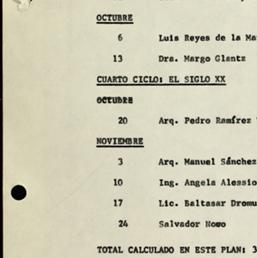 OCTUBRE
6 Luis Reyes de la
13 Dra. Margo Glantz
CUARTO CICLO: EL SIGLO XX
OCTUBRE
20 Arq. Pedro Ramírez
NOVIEMBRE
3 Arq. Manuel Sánchez
10 Ing. Angela Alessio
17 Lic. Baltasar Dromu
24 Salvador Novo
TOTAL CALCULADO EN ESTE PLAN: 3